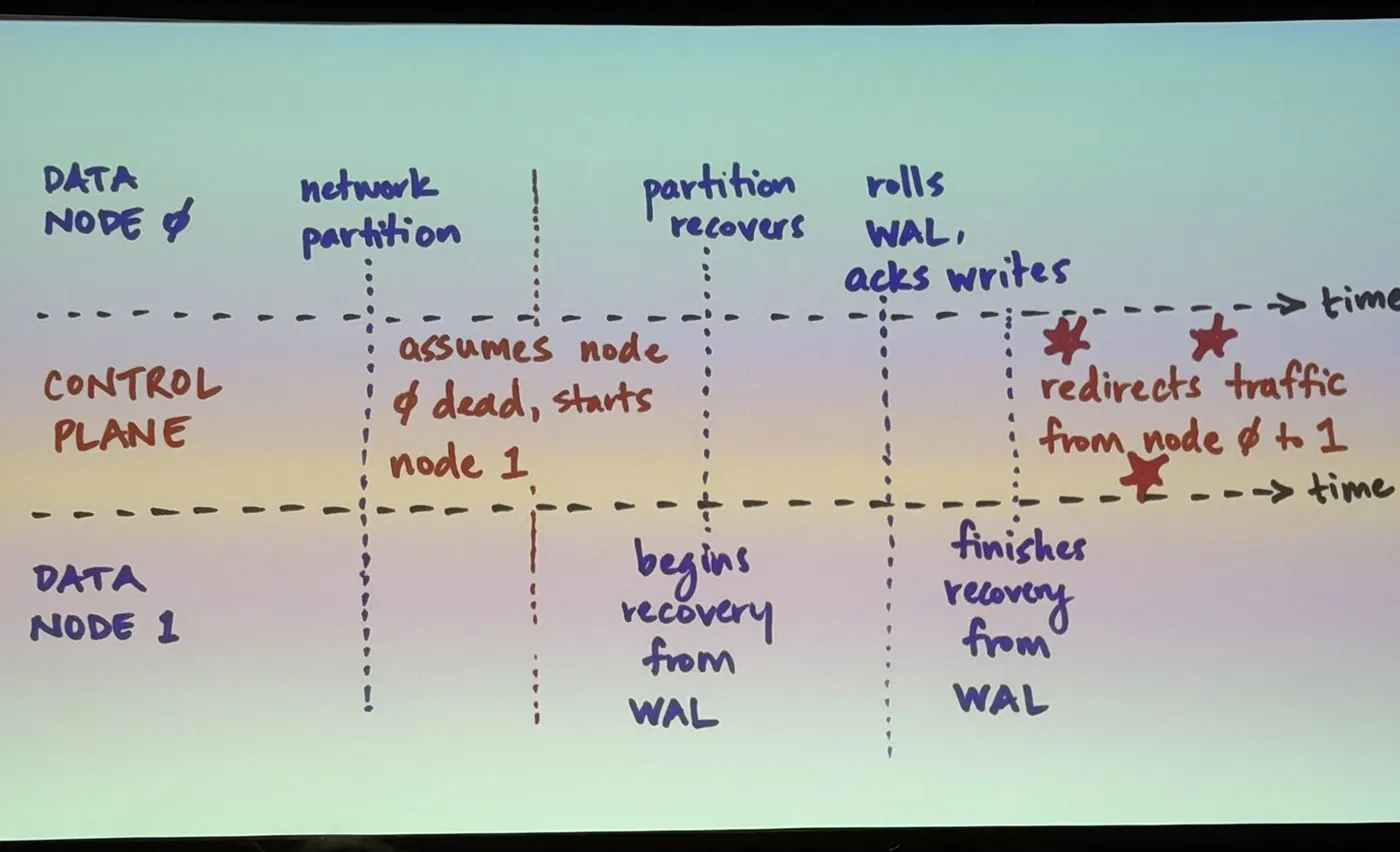 DATA
NODE ∅
network
partition
partition
recovers
rolls
WAL,
acks writes
time
CONTROL
PLANE
assumes node
∅ dead, starts
node 1
redirects traffic
from node ∅ to 1
time
DATA
NODE 1
begins
recovery
from
WAL
finishes
recovery
from
WAL